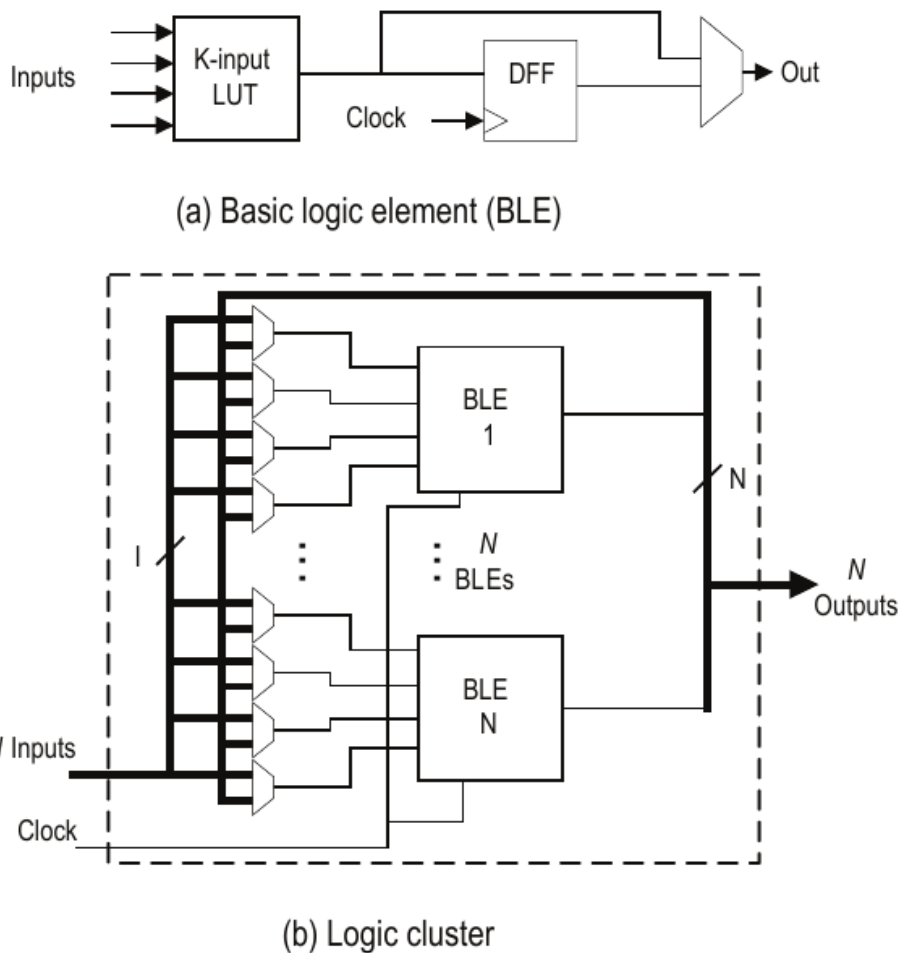 K-input
LUT
Inputs
DFF
Clock
Out
(a) Basic logic element (BLE)
BLE
1
N
I
N
BLEs
N
Outputs
BLE
N
I Inputs
Clock
(b) Logic cluster